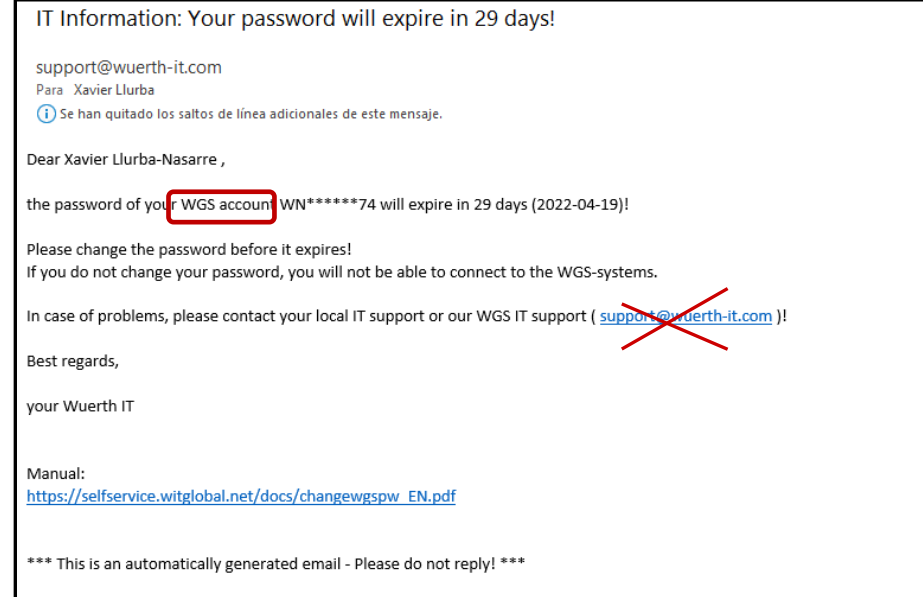 IT Information: Your password will expire in 29 days!
support@wuerth-it.com
Para Xavier Llurba
Se han quitado los saltos de línea adicionales de este mensaje.
Dear Xavier Llurba-Nasarre ,
the password of your WGS account WN******74 will expire in 29 days (2022-04-19)!
Please change the password before it expires!
If you do not change your password, you will not be able to connect to the WGS-systems.
In case of problems, please contact your local IT support or our WGS IT support ( support@wuerth-it.com )!
Best regards,
your Wuerth IT
Manual:
https://selfservice.witglobal.net/docs/changewgspw_EN.pdf
*** This is an automatically generated email - Please do not reply! ***